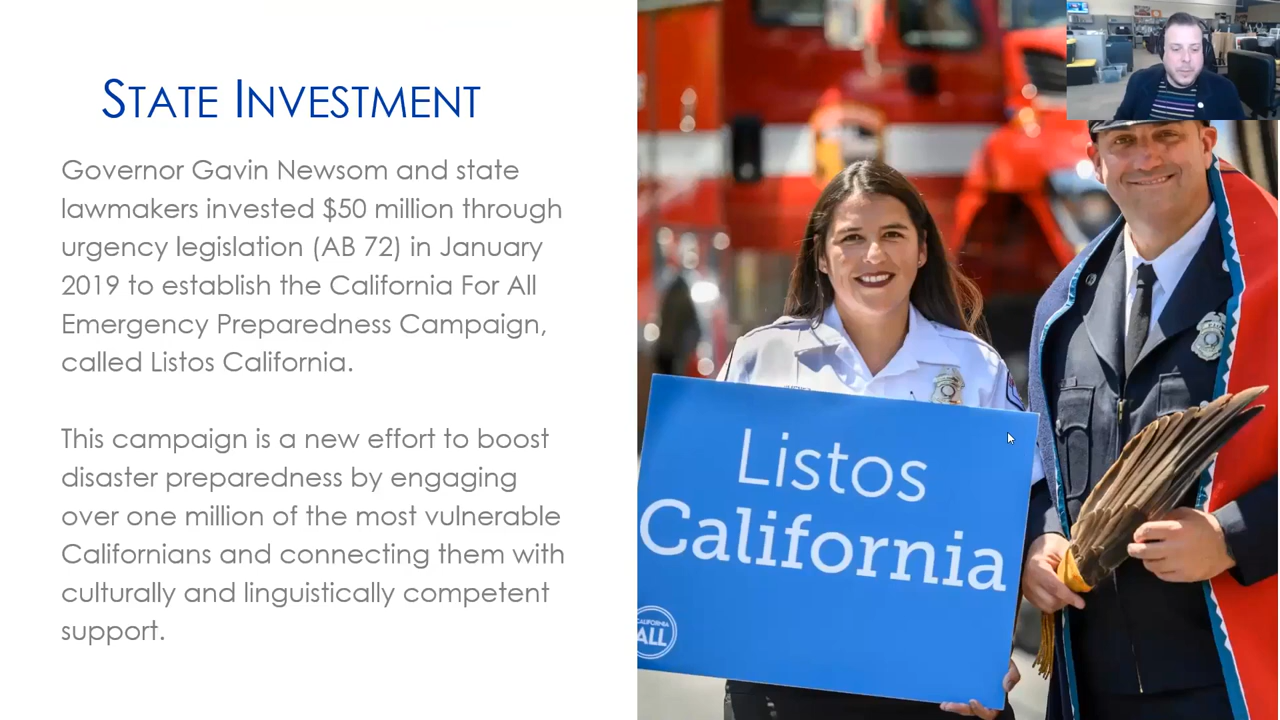 STATE INVESTMENT
Governor Gavin Newsom and state
lawmakers invested $50 million through
urgency legislation (AB 72) in January
2019 to establish the California For All
Emergency Preparedness Campaign,
called Listos California.
This campaign is a new effort to boost
disaster preparedness by engaging
over one million of the most vulnerable
Californians and connecting them with
culturally and linguistically competent
support.
Listos
California
CALIFORNIA
ALL